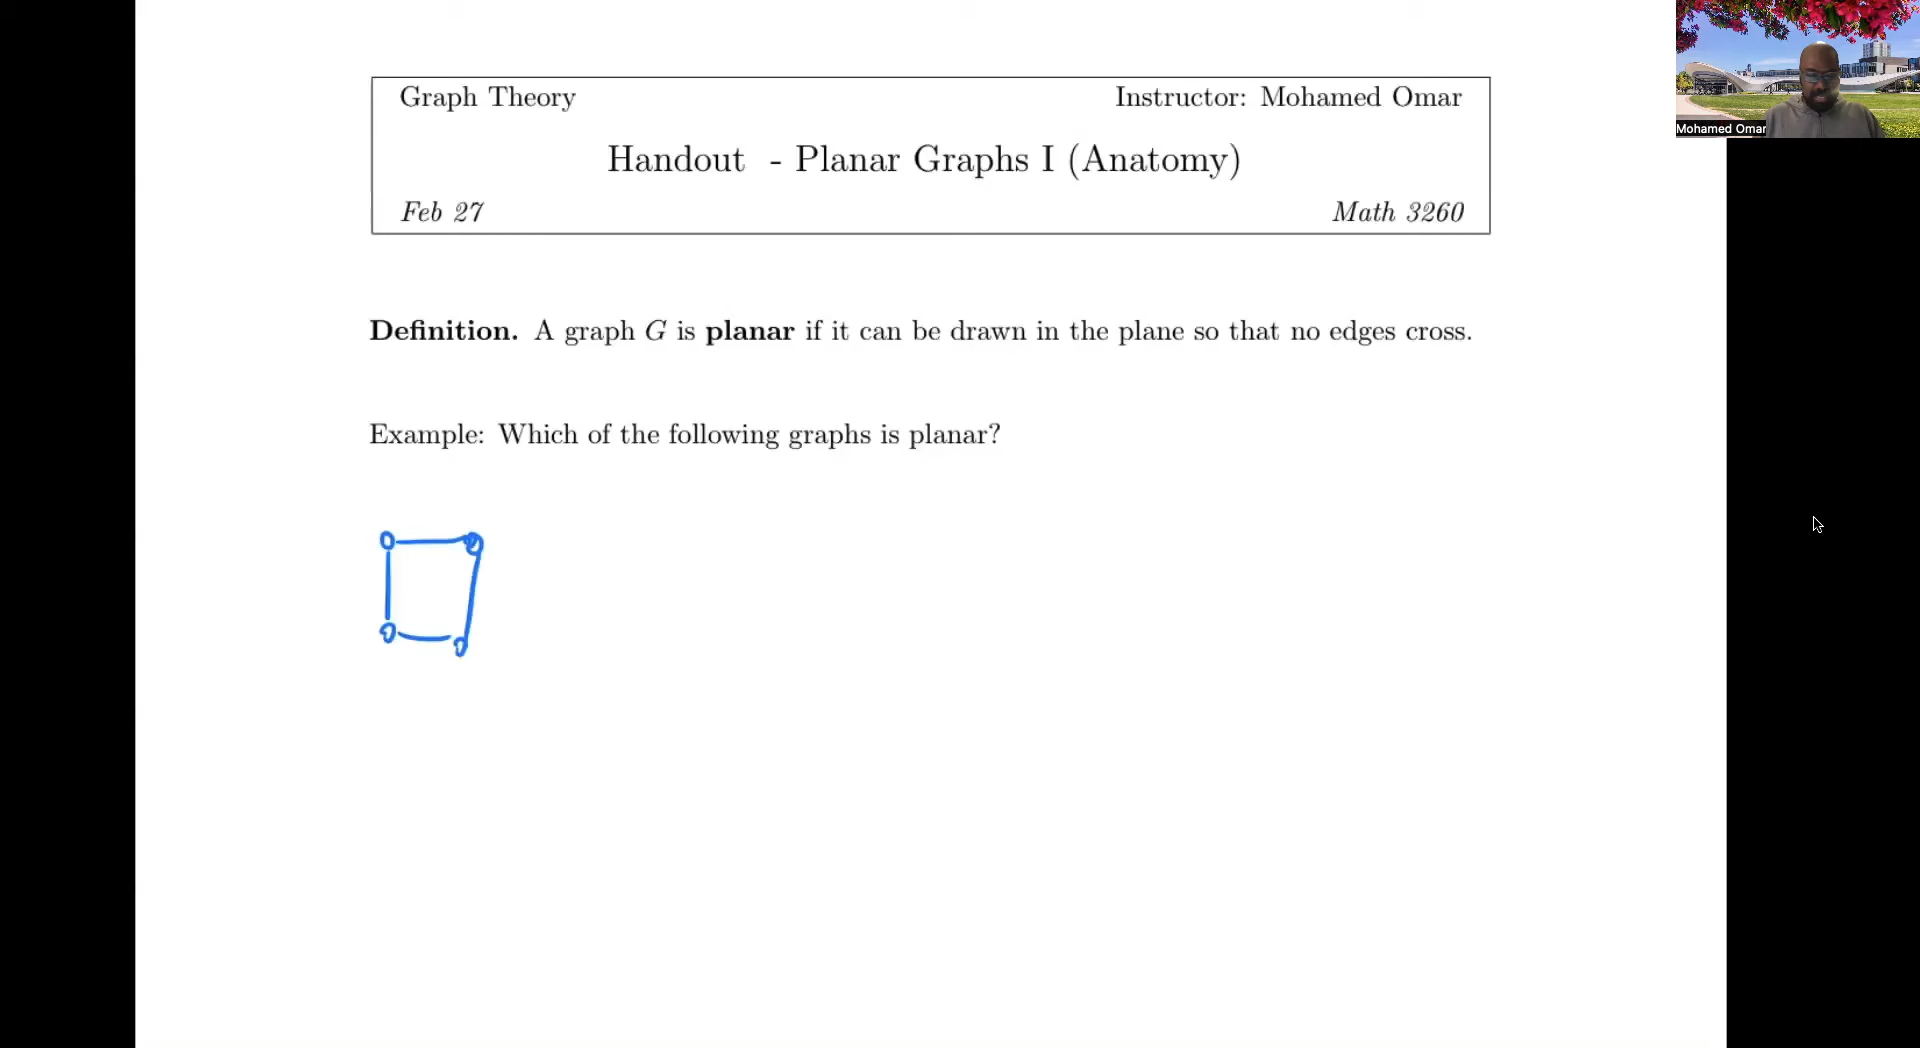 Graph Theory Instructor: Mohamed Omar
Handout - Planar Graphs I (Anatomy)
Feb 27 Math 3260
Definition. A graph G is planar if it can be drawn in the plane so that no edges cross.
Example: Which of the following graphs is planar?
Mohamed Omar